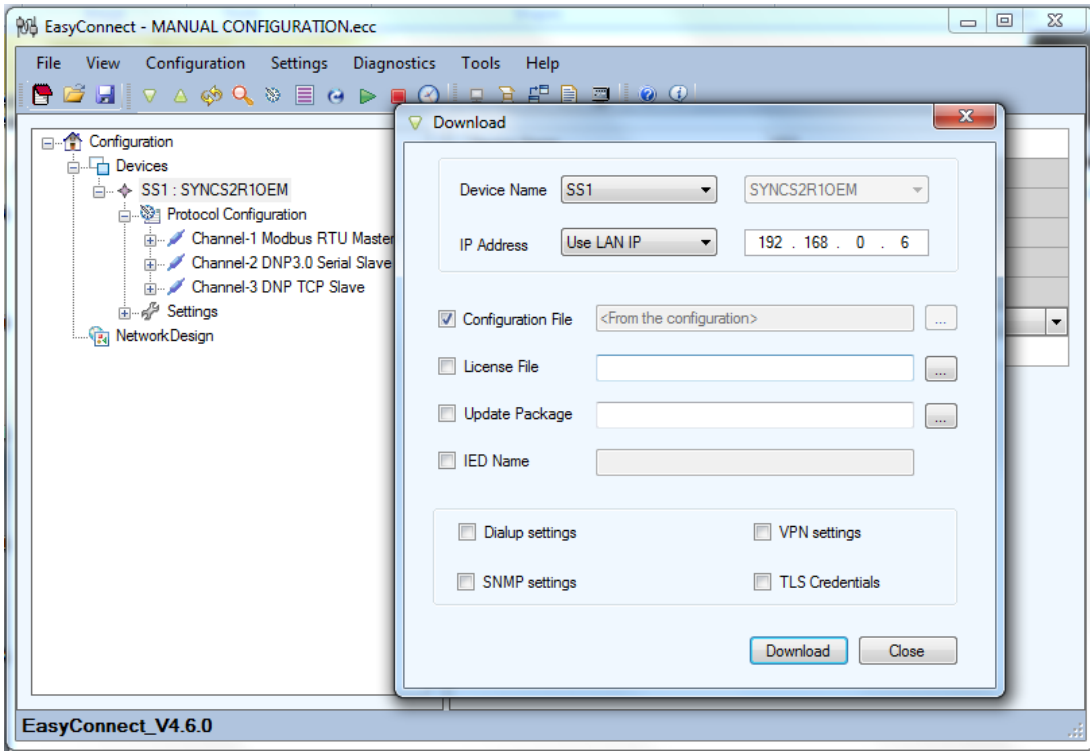 EasyConnect - MANUAL CONFIGURATION.ecc
File View Configuration Settings Diagnostics Tools Help
Configuration
Devices
SS1 : SYNCS2R1OEM
Protocol Configuration
Channel-1 Modbus RTU Master
Channel-2 DNP3.0 Serial Slave
Channel-3 DNP TCP Slave
Settings
NetworkDesign
Download
Device Name SS1 SYNCS2R1OEM
IP Address Use LAN IP 192 . 168 . 0 . 6
Configuration File <From the configuration> ...
License File ...
Update Package ...
IED Name
Dialup settings VPN settings
SNMP settings TLS Credentials
Download Close
EasyConnect_V4.6.0